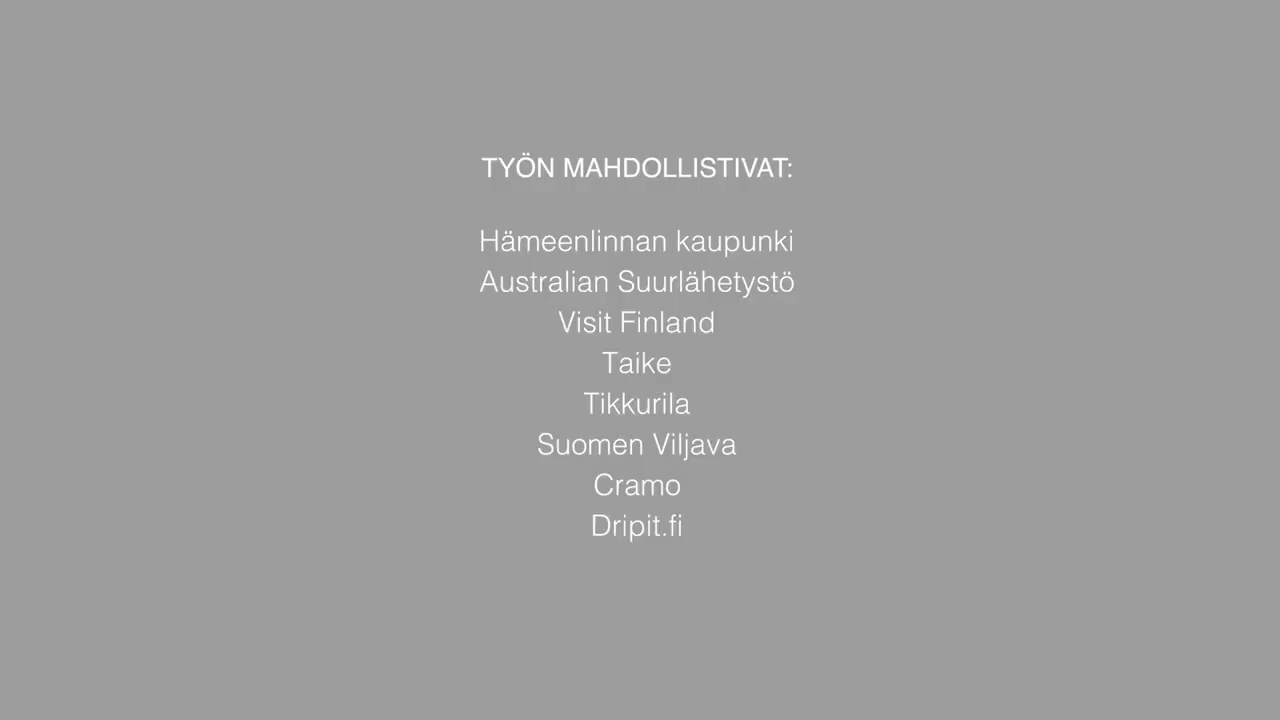 TYÖN MAHDOLLISTIVAT:
Hämeenlinnan kaupunki
Australian Suurlähetystö
Visit Finland
Taike
Tikkurila
Suomen Viljava
Cramo
Dripit.fi